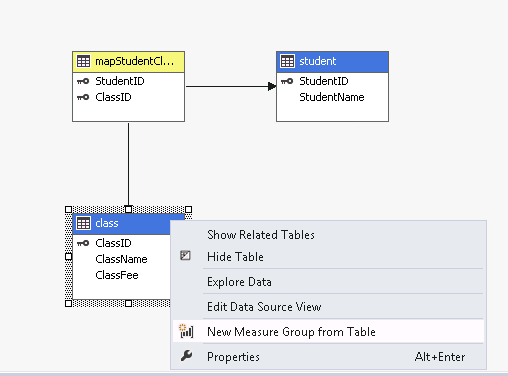 mapStudentCl...
StudentID
ClassID
student
StudentID
StudentName
class
ClassID
ClassName
ClassFee
Show Related Tables
Hide Table
Explore Data
Edit Data Source View
New Measure Group from Table
Properties Alt+Enter